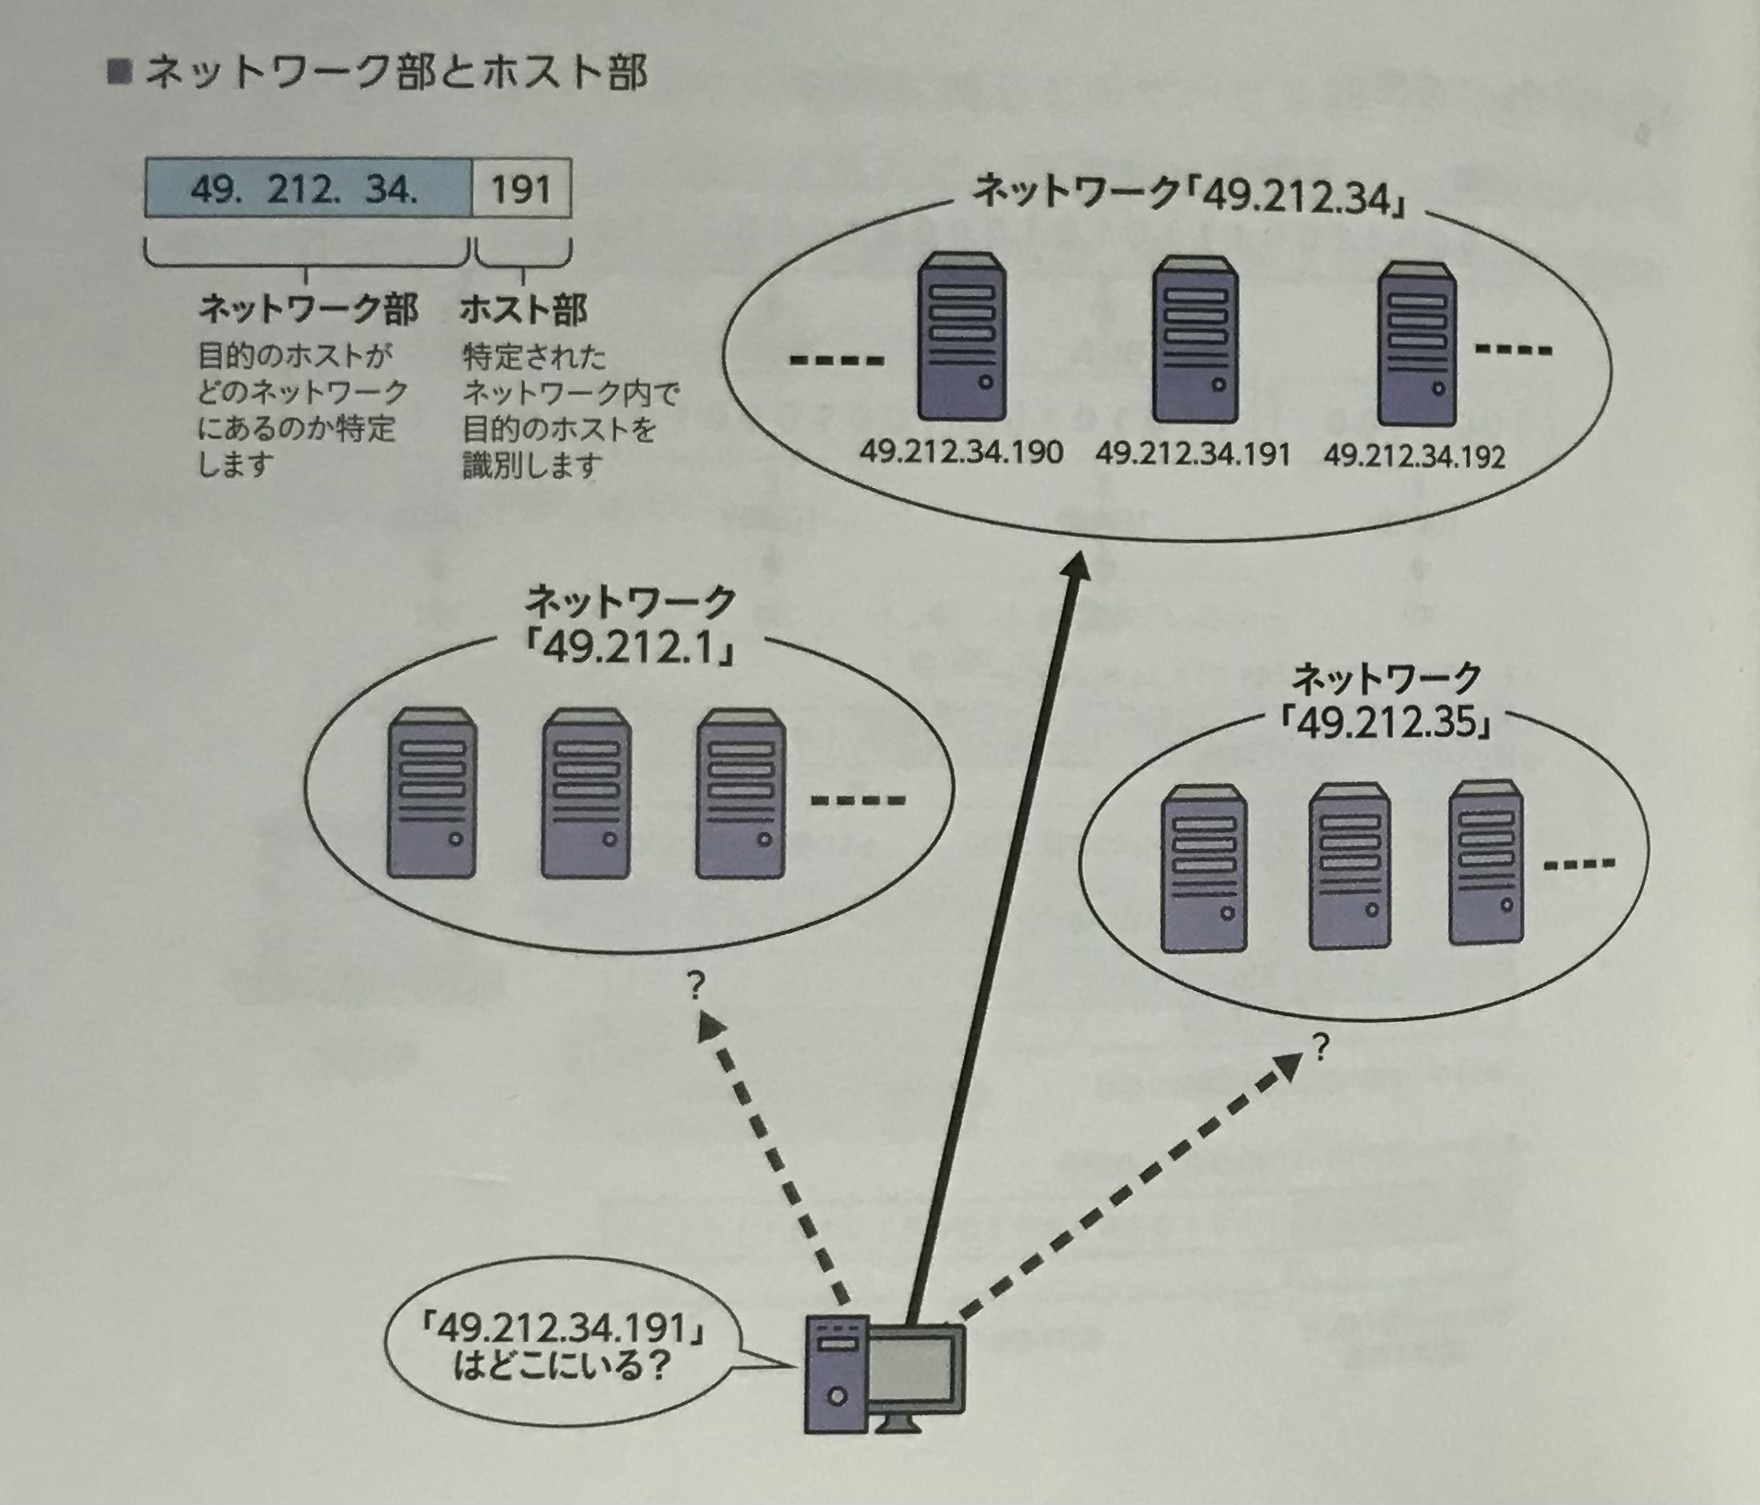 ■ネットワーク部とホスト部
49. 212. 34. 191
ネットワーク部
目的のホストが
どのネットワーク
にあるのか特定
します
ホスト部
特定された
ネットワーク内で
目的のホストを
識別します
ネットワーク「49.212.34」
49.212.34.190 49.212.34.191 49.212.34.192
ネットワーク
「49.212.1」
ネットワーク
「49.212.35」
?
?
「49.212.34.191」
はどこにいる?